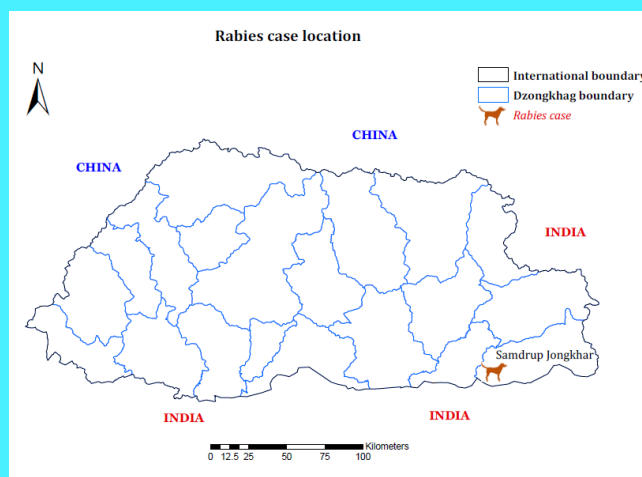 Rabies case location
N
International boundary
Dzongkhag boundary
Rabies case
CHINA
CHINA
INDIA
Samdrup Jongkhar
INDIA
INDIA
Kilometers
0 12.5 25 50 75 100